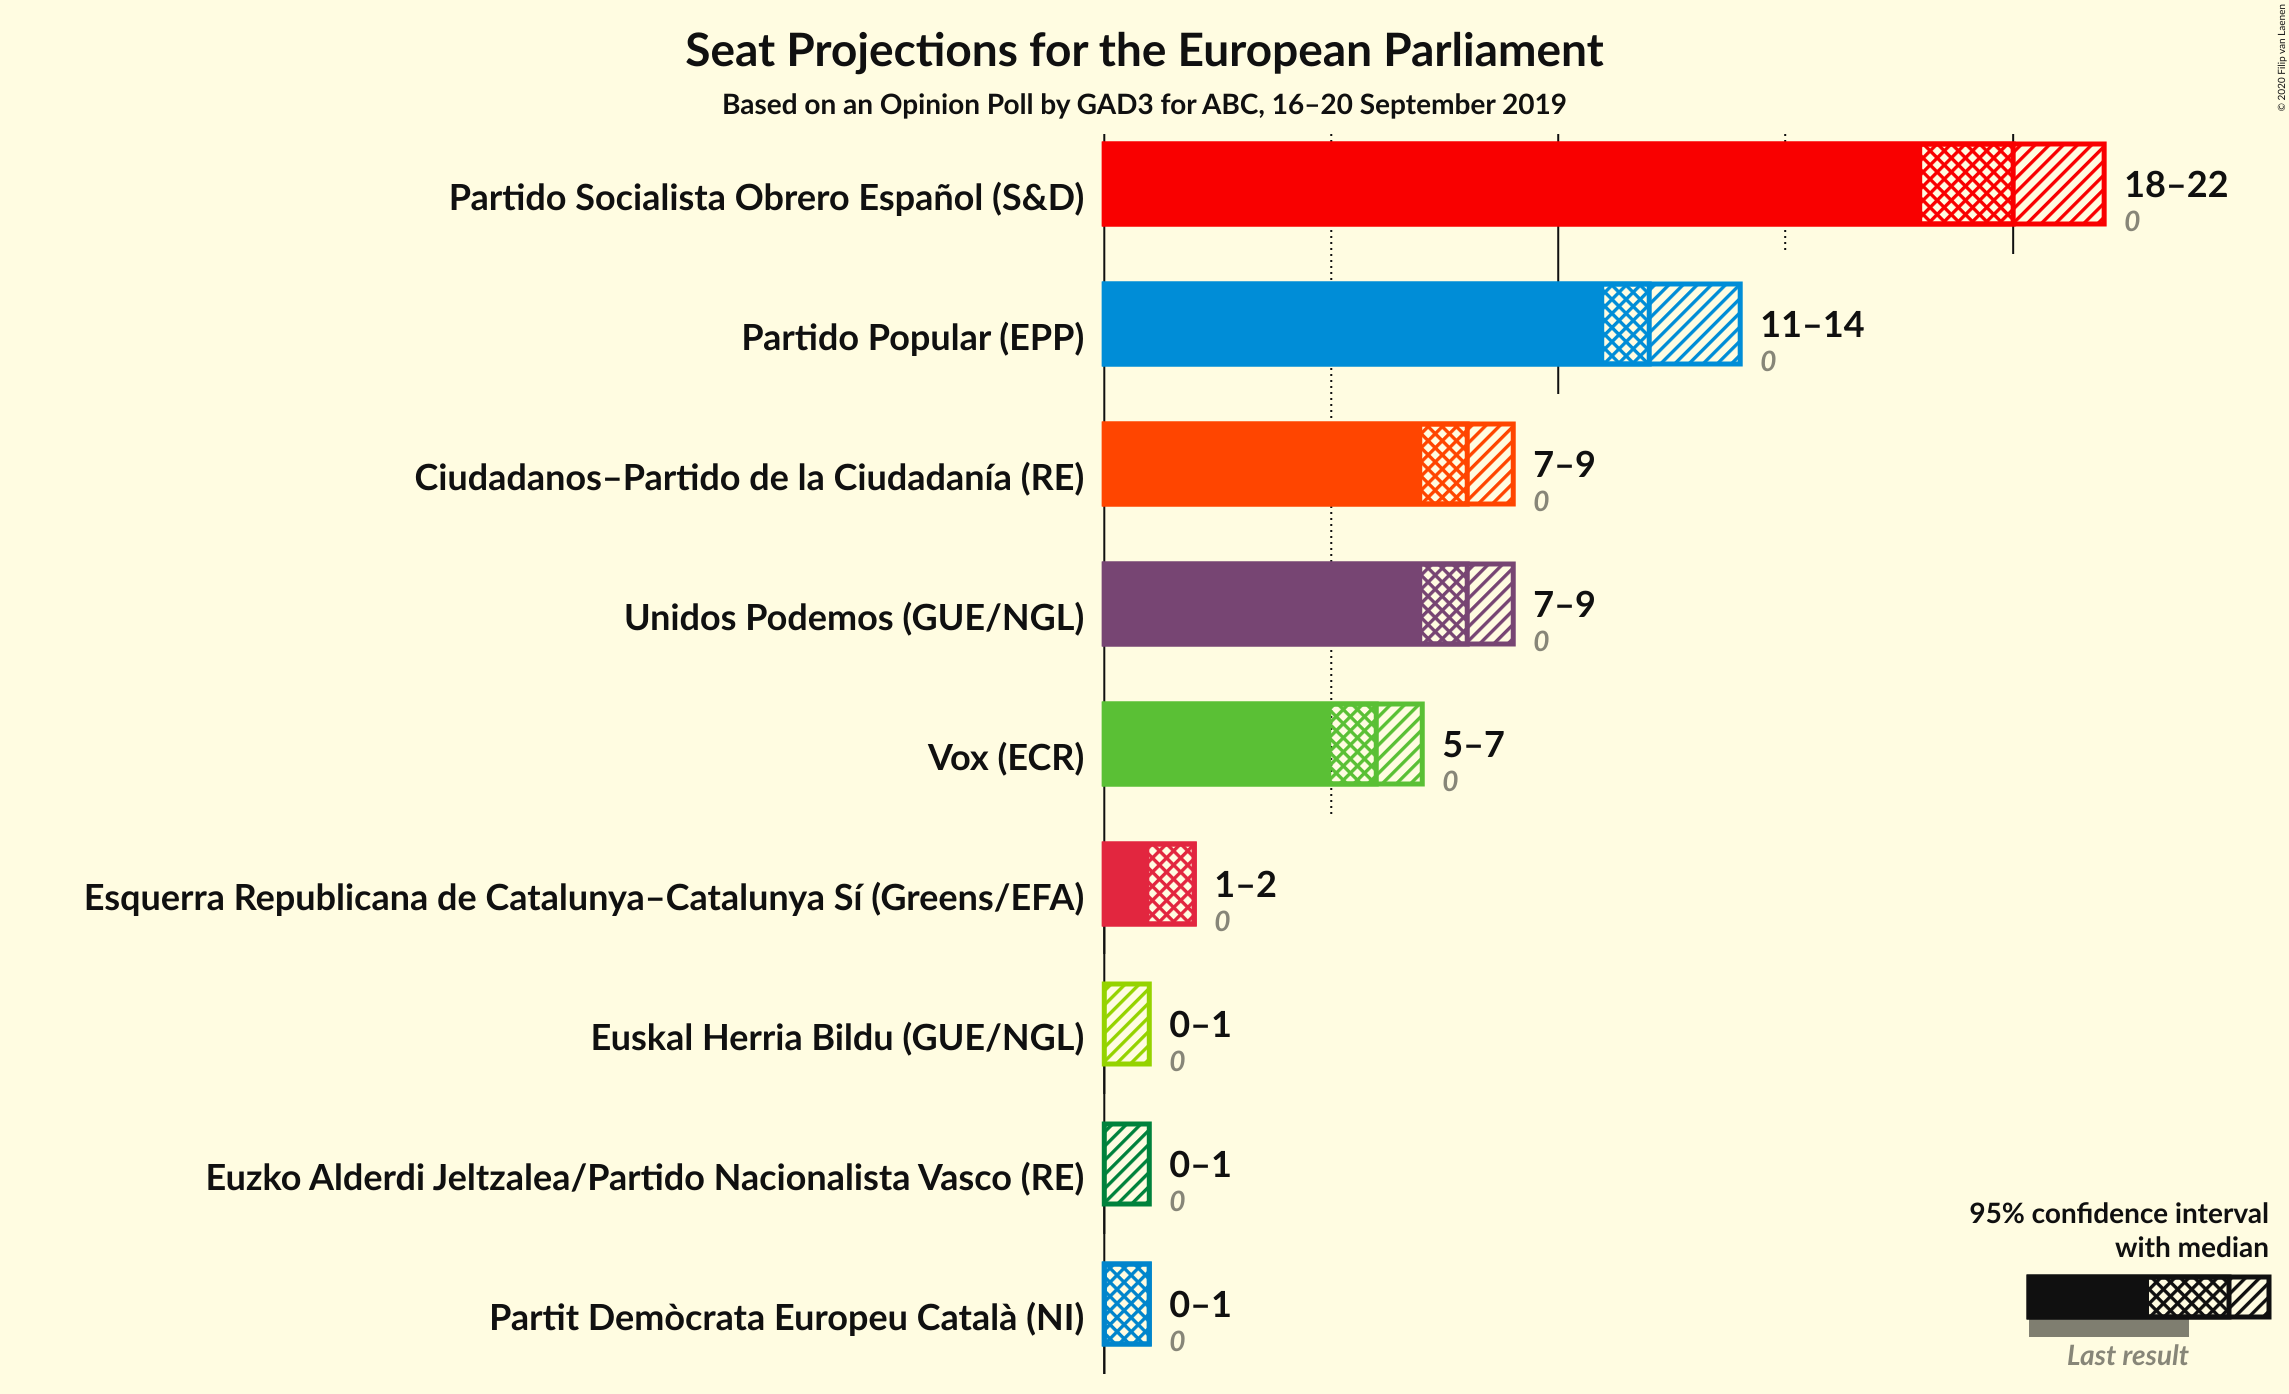 Seat Projections for the European Parliament
Based on an Opinion Poll by GAD3 for ABC, 16–20 September 2019
© 2020 Filip van Laenen
Partido Socialista Obrero Español (S&D)
18–22
0
Partido Popular (EPP)
11–14
0
Ciudadanos–Partido de la Ciudadanía (RE)
7–9
0
Unidos Podemos (GUE/NGL)
7–9
0
Vox (ECR)
5–7
0
Esquerra Republicana de Catalunya–Catalunya Sí (Greens/EFA)
1–2
0
Euskal Herria Bildu (GUE/NGL)
0–1
0
Euzko Alderdi Jeltzalea/Partido Nacionalista Vasco (RE)
0–1
0
Partit Demòcrata Europeu Català (NI)
0–1
0
95% confidence interval
with median
Last result